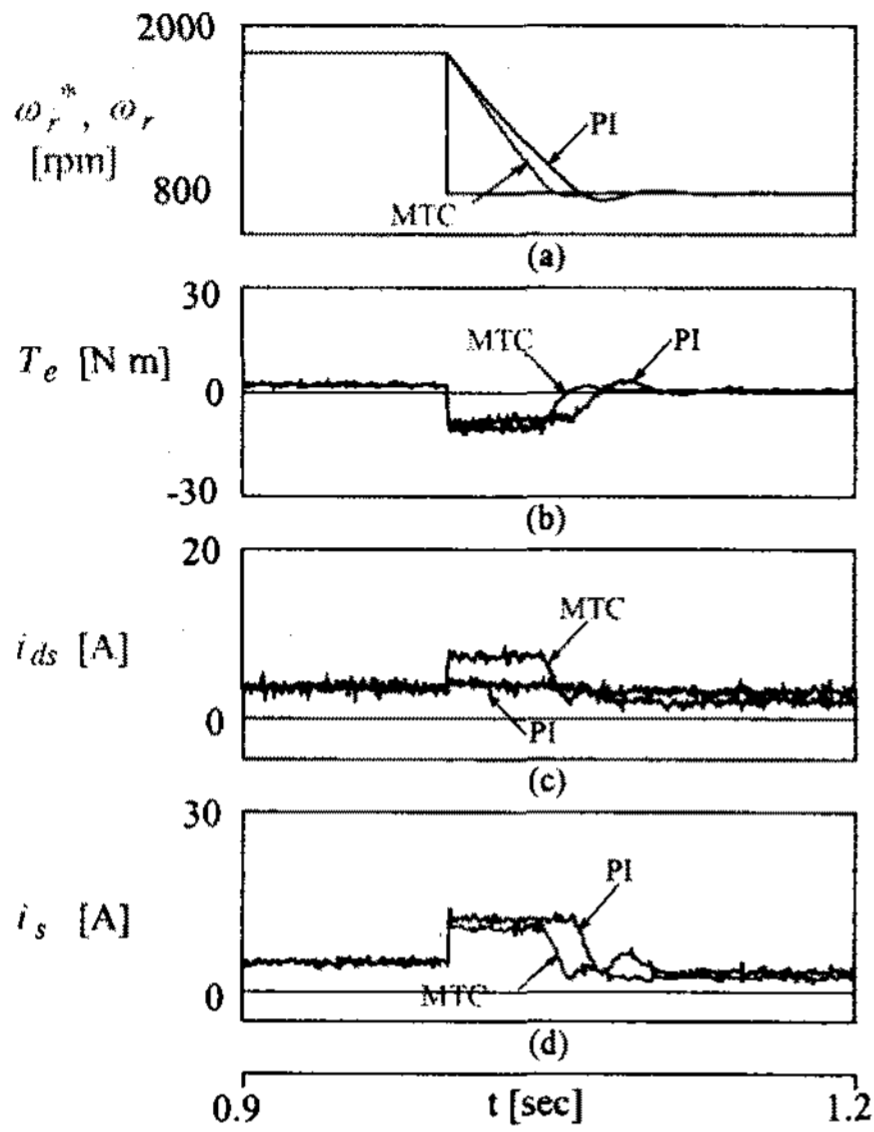 2000
ω_r*, ω_r
[rpm]
PI
800
MTC
(a)
30
T_e [N m]
MTC
PI
0
-30
(b)
20
i_ds [A]
MTC
0
PI
(c)
30
PI
i_s [A]
0
MTC
(d)
0.9
t [sec]
1.2